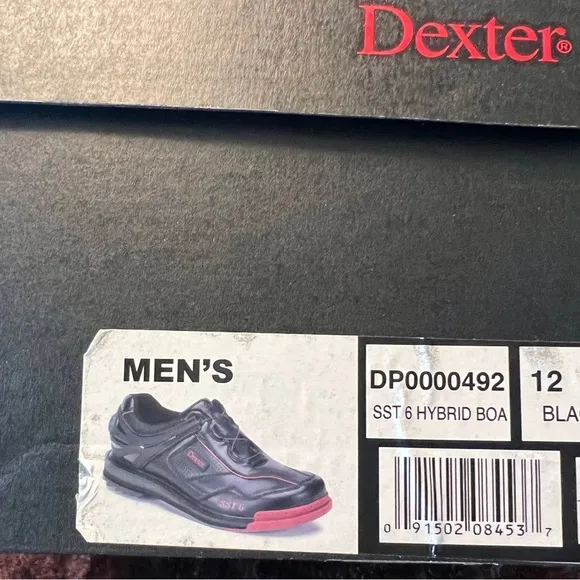 Dexter®
MEN'S
DP0000492
12
SST 6 HYBRID BOA
Dexter
SST 6
0 91502 08453 7